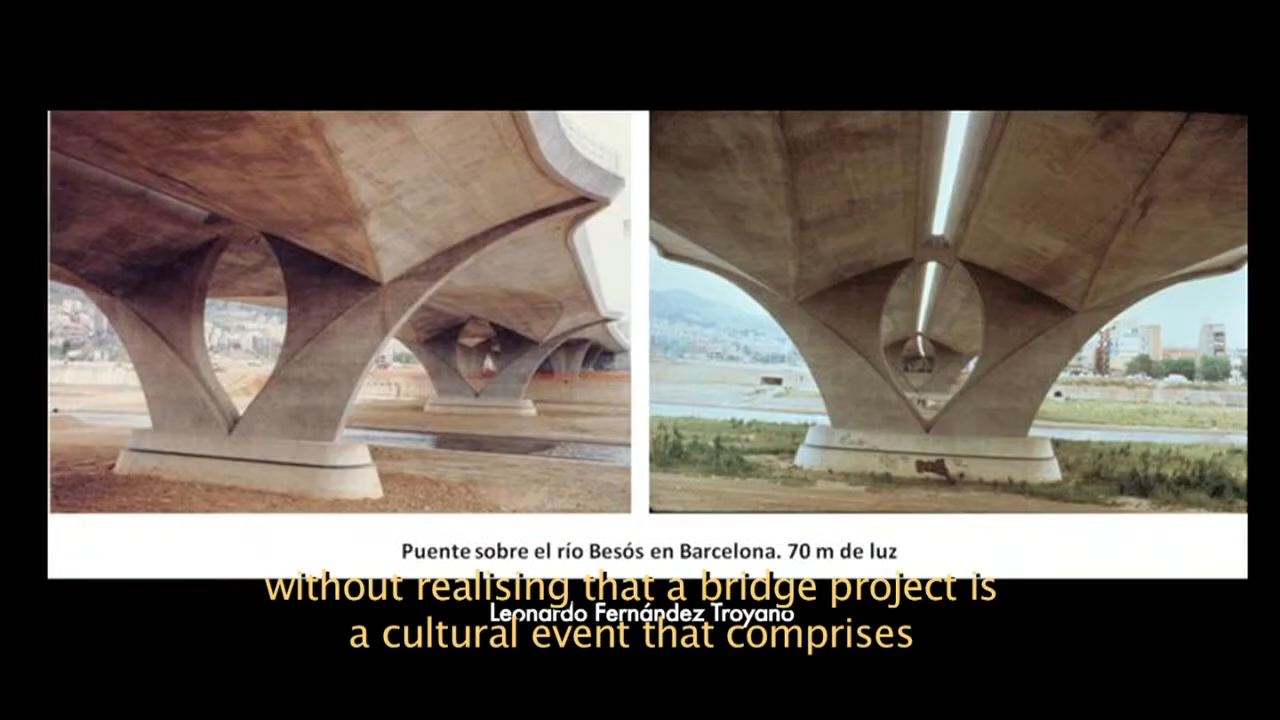 Puente sobre el río Besós en Barcelona. 70 m de luz
without realising that a bridge project is
Leonardo Fernández Troyano
a cultural event that comprises